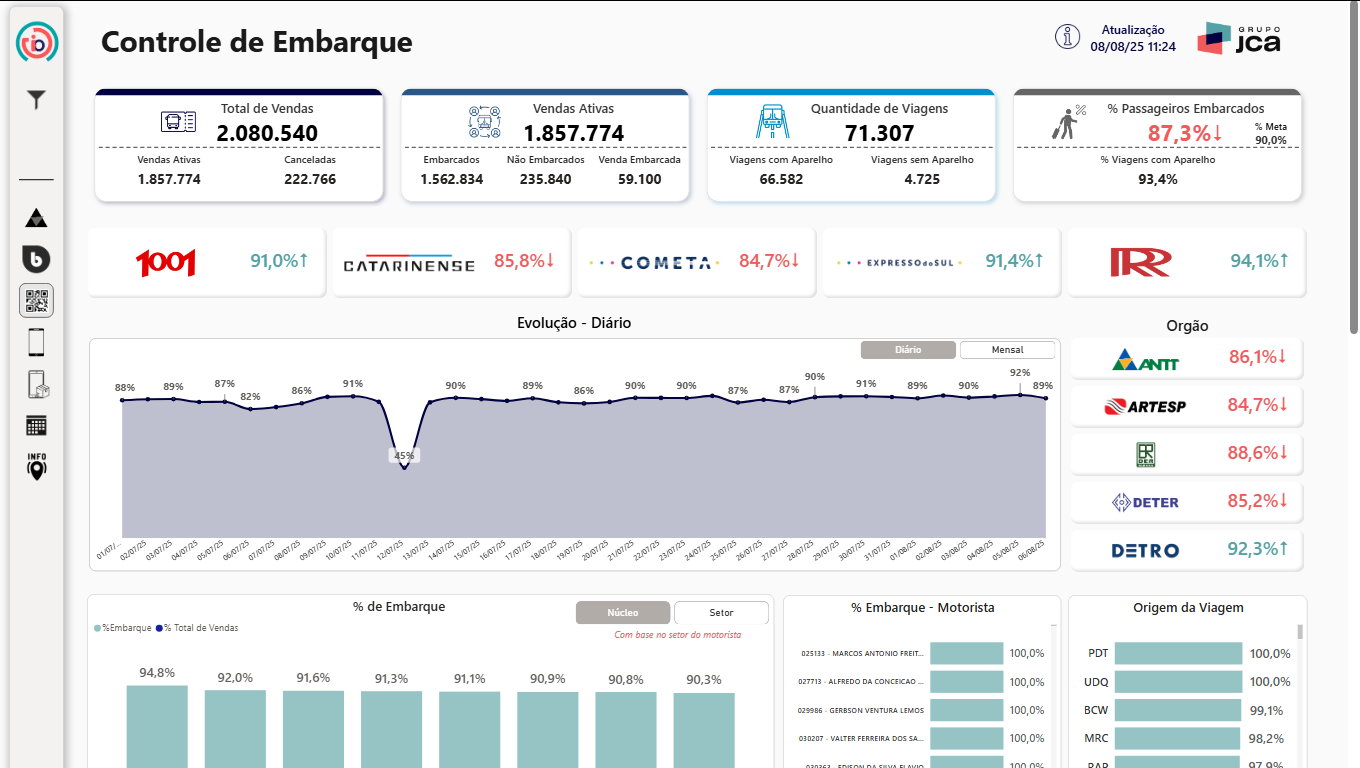 Controle de Embarque
Atualização
08/08/25 11:24
GRUPO
jca
Total de Vendas
2.080.540
Vendas Ativas
Canceladas
1.857.774
222.766
Vendas Ativas
1.857.774
Embarcados
Não Embarcados
Venda Embarcada
1.562.834
235.840
59.100
Quantidade de Viagens
71.307
Viagens com Aparelho
Viagens sem Aparelho
66.582
4.725
% Passageiros Embarcados
87,3%↓
% Meta
90,0%
% Viagens com Aparelho
93,4%
1001
91,0%↑
CATARINENSE
85,8%↓
COMETA
84,7%↓
EXPRESSO do SUL
91,4%↑
94,1%↑
Evolução - Diário
Diário
Mensal
88%
89%
87%
82%
86%
91%
45%
90%
89%
86%
90%
90%
87%
87%
90%
91%
89%
90%
92%
89%
01/07/...
02/07/25
03/07/25
04/07/25
05/07/25
06/07/25
07/07/25
08/07/25
09/07/25
10/07/25
11/07/25
12/07/25
13/07/25
14/07/25
15/07/25
16/07/25
17/07/25
18/07/25
19/07/25
20/07/25
21/07/25
22/07/25
23/07/25
24/07/25
25/07/25
26/07/25
27/07/25
28/07/25
29/07/25
30/07/25
31/07/25
01/08/25
02/08/25
03/08/25
04/08/25
05/08/25
06/08/25
Orgão
ANTT
86,1%↓
ARTESP
84,7%↓
88,6%↓
DETER
85,2%↓
DETRO
92,3%↑
INFO
% de Embarque
Núcleo
Setor
%Embarque
% Total de Vendas
Com base no setor do motorista
94,8%
92,0%
91,6%
91,3%
91,1%
90,9%
90,8%
90,3%
% Embarque - Motorista
025133 - MARCOS ANTONIO FREIT...
100,0%
027713 - ALFREDO DA CONCEICAO ...
100,0%
029986 - GERBSON VENTURA LEMOS
100,0%
030207 - VALTER FERREIRA DOS SA...
100,0%
030363 - EDISON DA SILVA FLAVIO
100,0%
Origem da Viagem
PDT
100,0%
UDQ
100,0%
BCW
99,1%
MRC
98,2%
97,9%